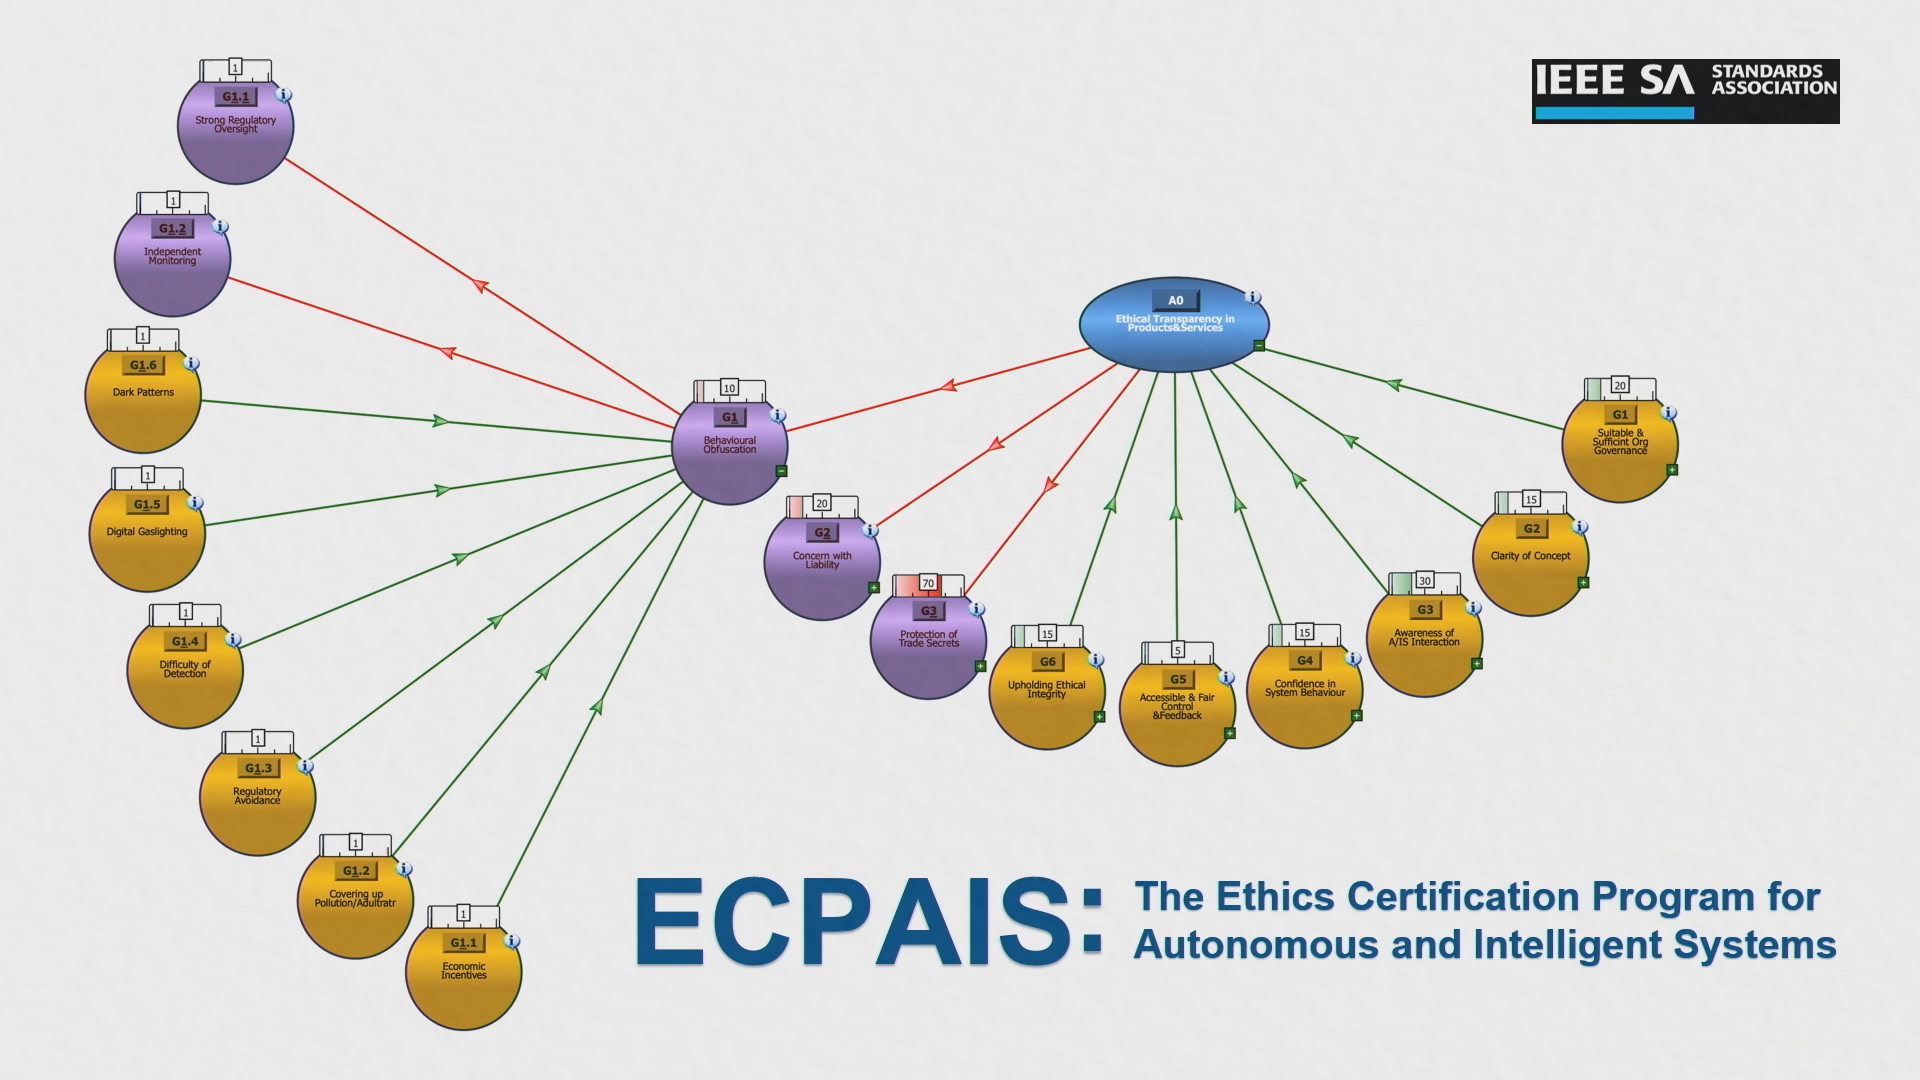 1
G1.1
Strong Regulatory
Oversight
IEEE SA STANDARDS
ASSOCIATION
1
G1.2
Independent
Monitoring
1
G1.6
Dark Patterns
1
G1.5
Digital Gaslighting
1
G1.4
Difficulty of
Detection
1
G1.3
Regulatory
Avoidance
1
G1.2
Covering up
Pollution/Adultratr
1
G1.1
Economic
Incentives
10
G1
Behavioural
Obfuscation
A0
Ethical Transparency in
Products&Services
20
G2
Concern with
Liability
70
G3
Protection of
Trade Secrets
15
G6
Upholding Ethical
Integrity
5
G5
Accessible & Fair
Control
&Feedback
15
G4
Confidence in
System Behaviour
30
G3
Awareness of
A/IS Interaction
15
G2
Clarity of Concept
20
G1
Suitable &
Sufficint Org
Governance
ECPAIS:
The Ethics Certification Program for
Autonomous and Intelligent Systems